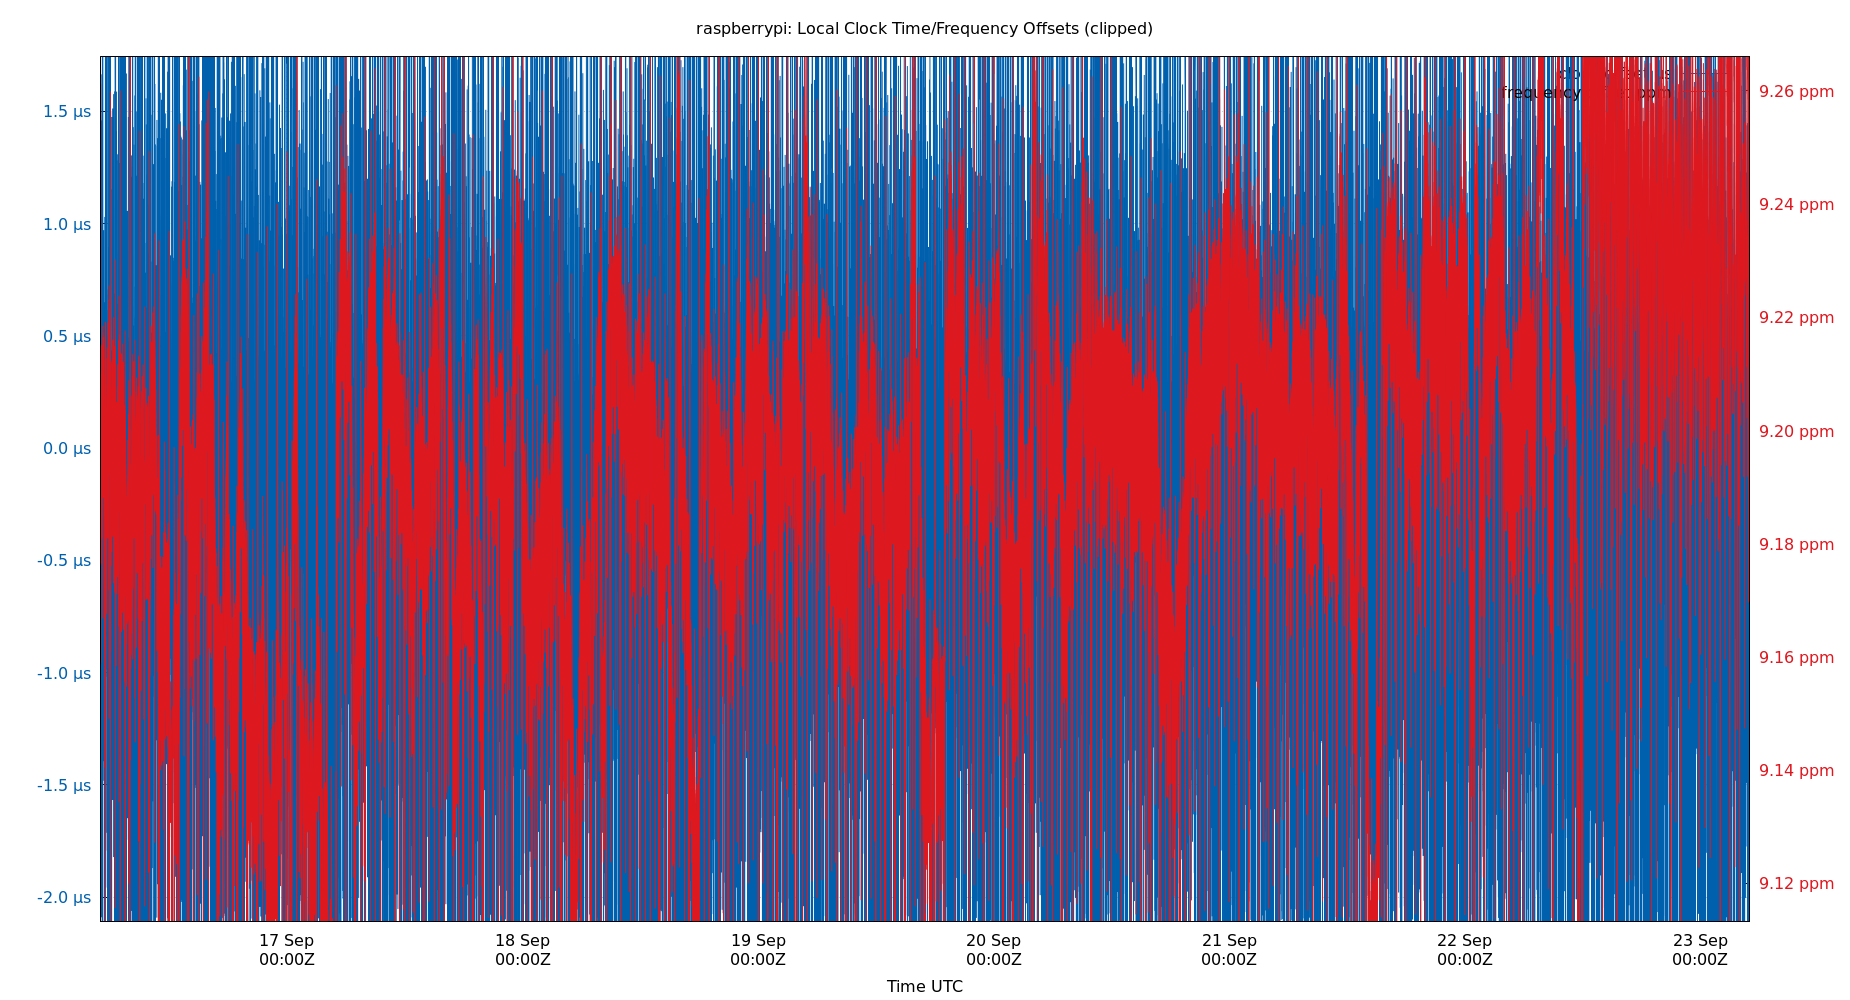 raspberrypi: Local Clock Time/Frequency Offsets (clipped)
1.5 µs
1.0 µs
0.5 µs
0.0 µs
-0.5 µs
-1.0 µs
-1.5 µs
-2.0 µs
frequency ppm
9.26 ppm
9.24 ppm
9.22 ppm
9.20 ppm
9.18 ppm
9.16 ppm
9.14 ppm
9.12 ppm
17 Sep
00:00Z
18 Sep
00:00Z
19 Sep
00:00Z
20 Sep
00:00Z
21 Sep
00:00Z
22 Sep
00:00Z
23 Sep
00:00Z
Time UTC